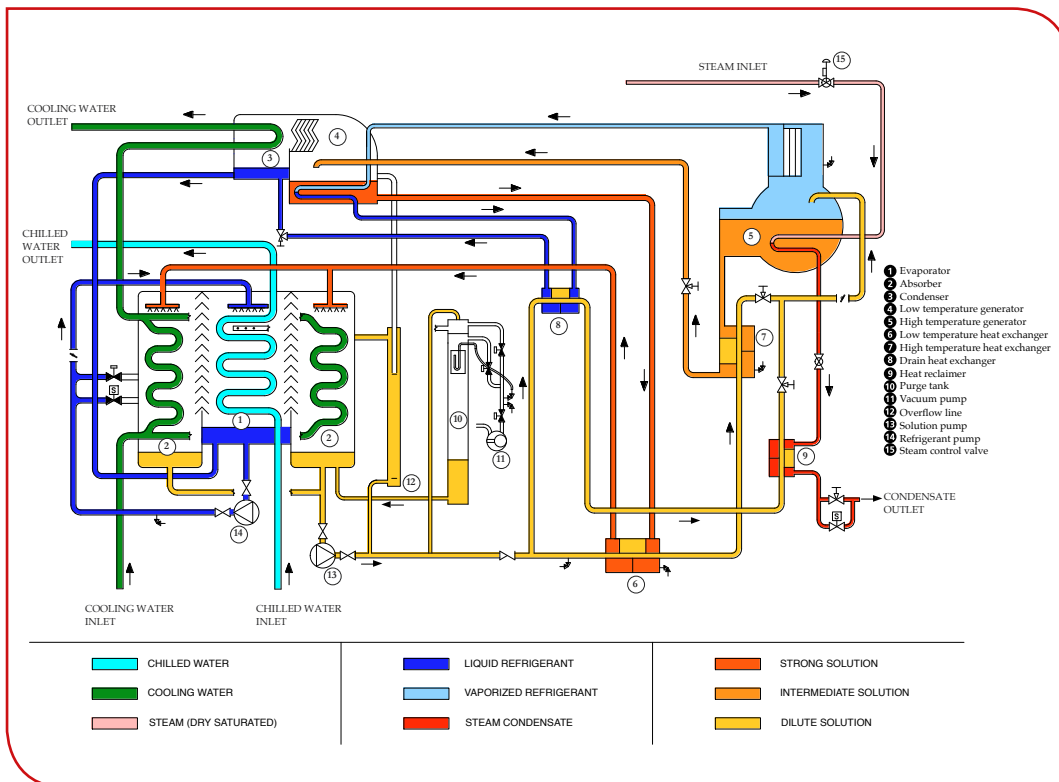 STEAM INLET
15
COOLING WATER
OUTLET
4
3
CHILLED
WATER
OUTLET
5
1 Evaporator
2 Absorber
3 Condenser
4 Low temperature generator
5 High temperature generator
6 Low temperature heat exchanger
7 High temperature heat exchanger
8 Drain heat exchanger
9 Heat reclaimer
10 Purge tank
11 Vacuum pump
12 Overflow line
13 Solution pump
14 Refrigerant pump
15 Steam control valve
8
7
S
1
10
2
2
11
9
12
CONDENSATE
OUTLET
S
14
13
6
COOLING WATER
INLET
CHILLED WATER
INLET
CHILLED WATER
LIQUID REFRIGERANT
STRONG SOLUTION
COOLING WATER
VAPORIZED REFRIGERANT
INTERMEDIATE SOLUTION
STEAM (DRY SATURATED)
STEAM CONDENSATE
DILUTE SOLUTION